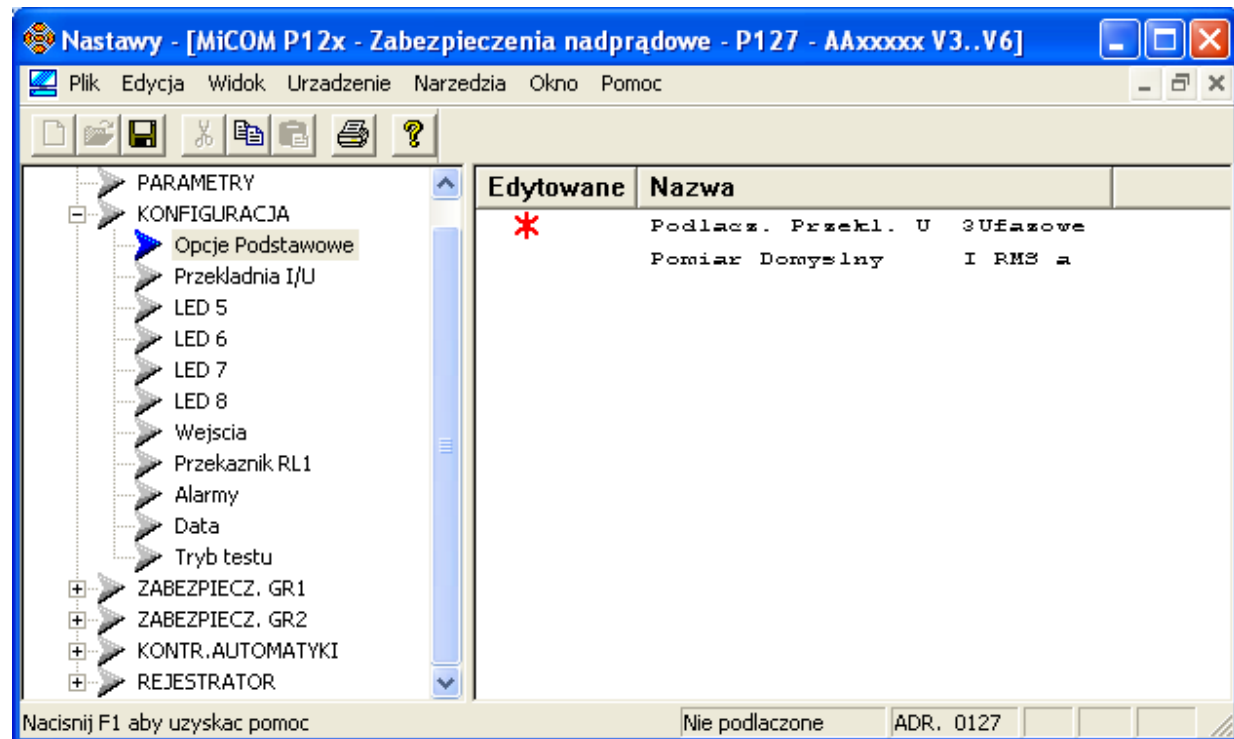 Nastawy - [MiCOM P12x - Zabezpieczenia nadprądowe - P127 - AAxxxxx V3..V6]
Plik Edycja Widok Urzadzenie Narzedzia Okno Pomoc
PARAMETRY
KONFIGURACJA
Opcje Podstawowe
Przekladnia I/U
LED 5
LED 6
LED 7
LED 8
Wejscia
Przekaznik RL1
Alarmy
Data
Tryb testu
ZABEZPIECZ. GR1
ZABEZPIECZ. GR2
KONTR.AUTOMATYKI
REJESTRATOR
Edytowane Nazwa
Podlacz. Przekl. U 3Ufazowe
Pomiar Domyslny I RMS a
Nacisnij F1 aby uzyskac pomoc Nie podlaczone ADR. 0127